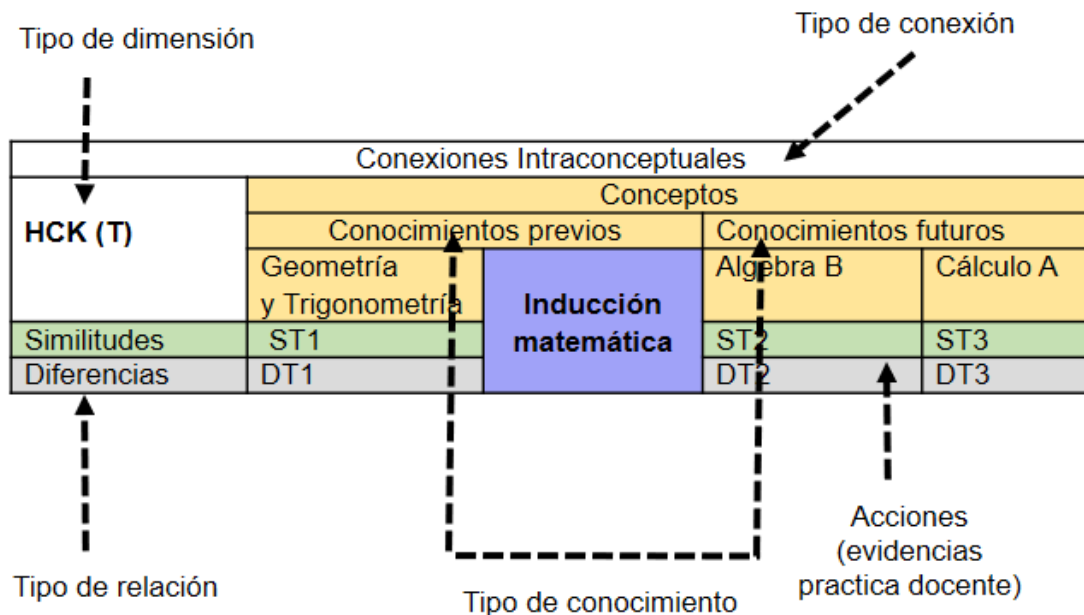 Tipo de dimensión
Tipo de conexión
Conexiones Intraconceptuales
HCK (T)
Conceptos
Conocimientos previos
Conocimientos futuros
Geometría
y Trigonometría
Inducción
matemática
Algebra B
Cálculo A
Similitudes
ST1
ST2
ST3
Diferencias
DT1
DT2
DT3
Tipo de relación
Tipo de conocimiento
Acciones
(evidencias
practica docente)